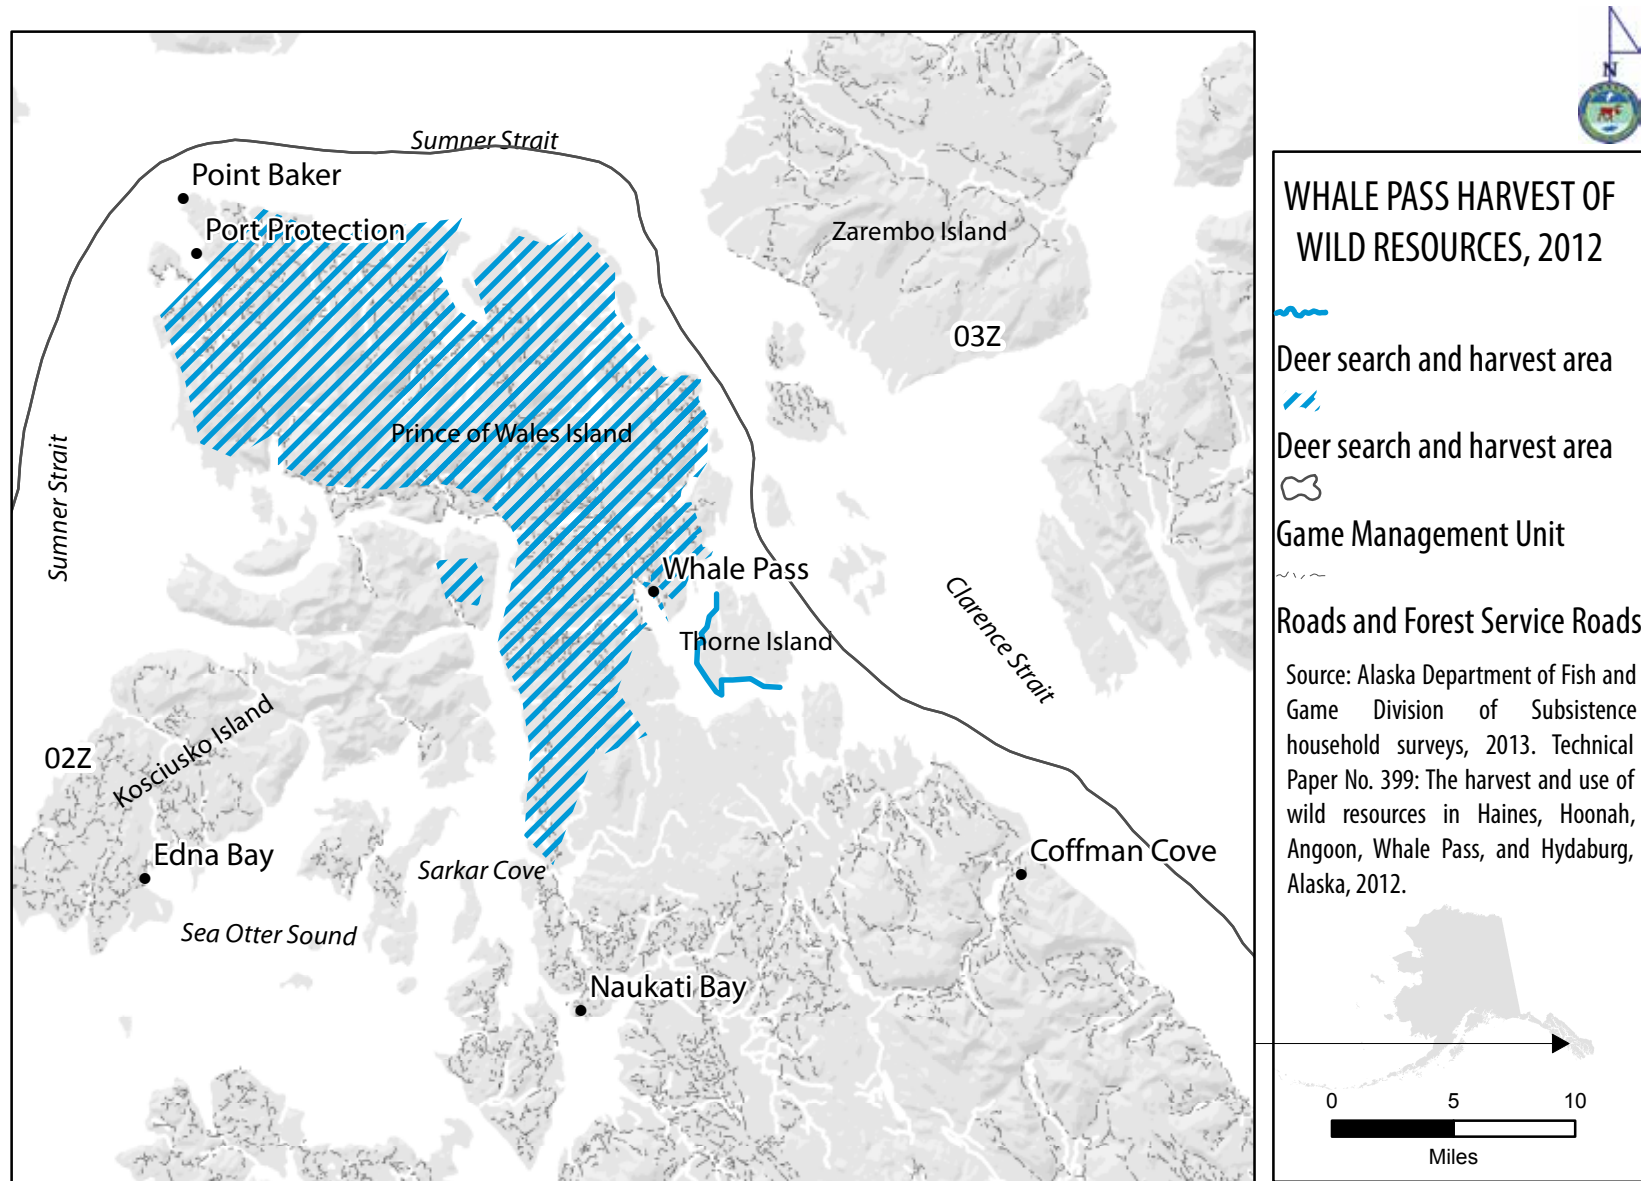 N
Sumner Strait
Point Baker
Port Protection
Zarembo Island
03Z
Prince of Wales Island
Sumner Strait
Whale Pass
Clarence Strait
Thorne Island
Kosciusko Island
02Z
Edna Bay
Sarkar Cove
Coffman Cove
Sea Otter Sound
Naukati Bay
WHALE PASS HARVEST OF
WILD RESOURCES, 2012
Deer search and harvest area
Deer search and harvest area
Game Management Unit
Roads and Forest Service Roads
Source: Alaska Department of Fish and
Game Division of Subsistence
household surveys, 2013. Technical
Paper No. 399: The harvest and use of
wild resources in Haines, Hoonah,
Angoon, Whale Pass, and Hydaburg,
Alaska, 2012.
0 5 10
Miles